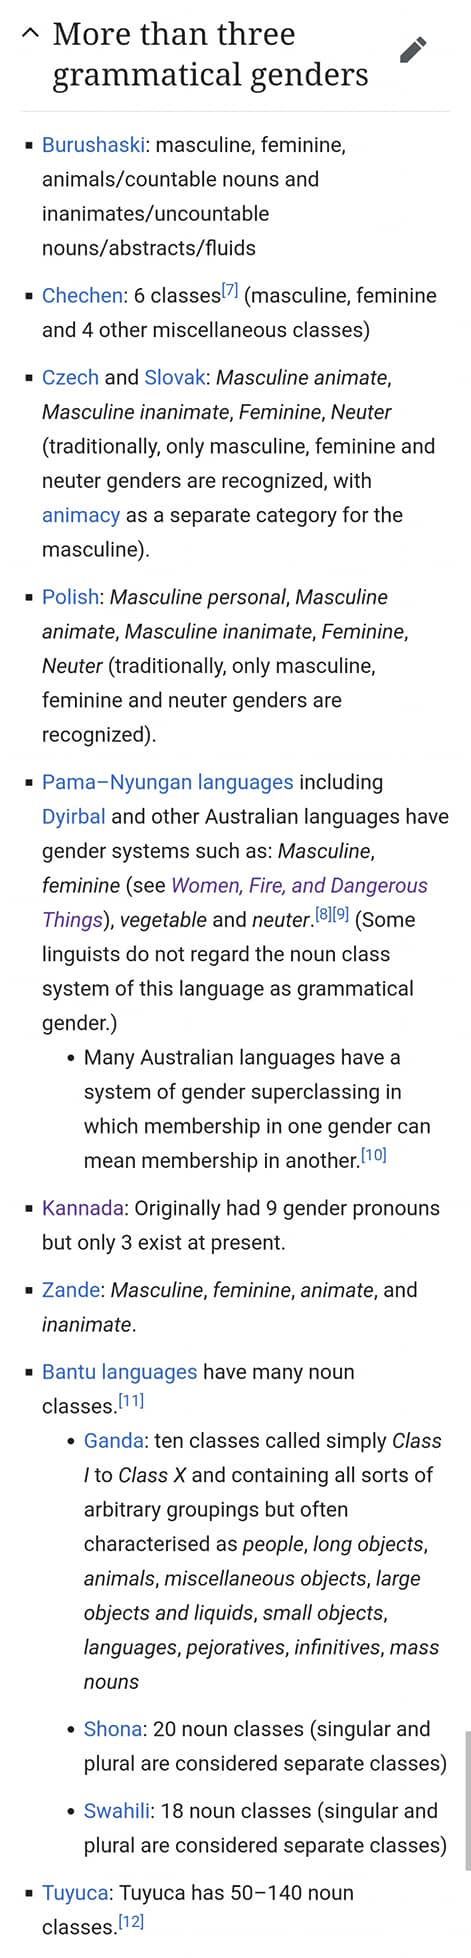 More than three
grammatical genders
Burushaski: masculine, feminine,
animals/countable nouns and
inanimates/uncountable
nouns/abstracts/fluids
Chechen: 6 classes[7] (masculine, feminine
and 4 other miscellaneous classes)
Czech and Slovak: Masculine animate,
Masculine inanimate, Feminine, Neuter
(traditionally, only masculine, feminine and
neuter genders are recognized, with
animacy as a separate category for the
masculine).
Polish: Masculine personal, Masculine
animate, Masculine inanimate, Feminine,
Neuter (traditionally, only masculine,
feminine and neuter genders are
recognized).
Pama–Nyungan languages including
Dyirbal and other Australian languages have
gender systems such as: Masculine,
feminine (see Women, Fire, and Dangerous
Things), vegetable and neuter.[8][9] (Some
linguists do not regard the noun class
system of this language as grammatical
gender.)
Many Australian languages have a
system of gender superclassing in
which membership in one gender can
mean membership in another.[10]
Kannada: Originally had 9 gender pronouns
but only 3 exist at present.
Zande: Masculine, feminine, animate, and
inanimate.
Bantu languages have many noun
classes.[11]
Ganda: ten classes called simply Class
I to Class X and containing all sorts of
arbitrary groupings but often
characterised as people, long objects,
animals, miscellaneous objects, large
objects and liquids, small objects,
languages, pejoratives, infinitives, mass
nouns
Shona: 20 noun classes (singular and
plural are considered separate classes)
Swahili: 18 noun classes (singular and
plural are considered separate classes)
Tuyuca: Tuyuca has 50–140 noun
classes.[12]